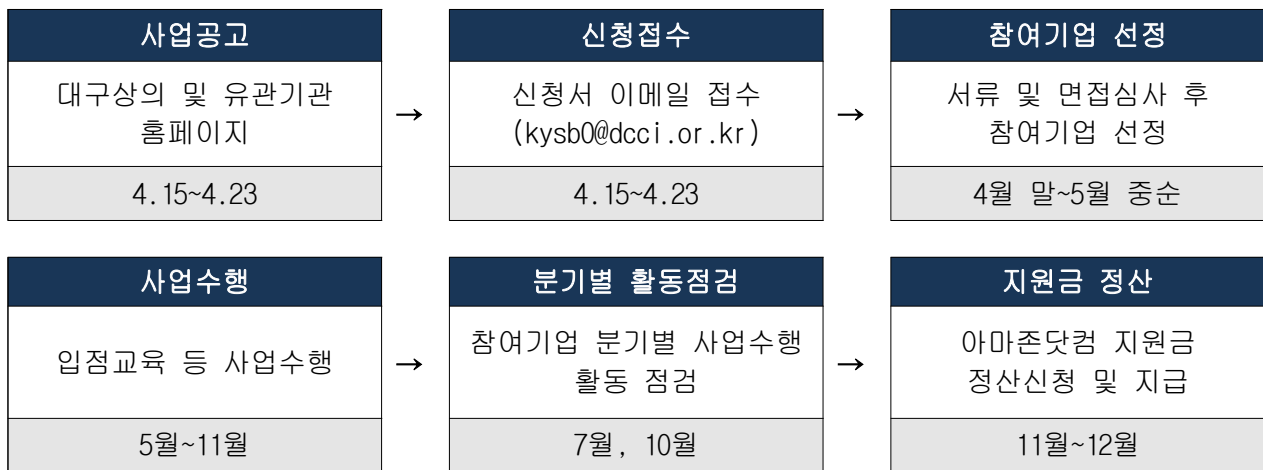 사업공고
대구상의 및 유관기관
홈페이지
4.15~4.23
→
신청접수
신청서 이메일 접수
(kysb0@dcci.or.kr)
4.15~4.23
→
참여기업 선정
서류 및 면접심사 후
참여기업 선정
4월 말~5월 중순
사업수행
입점교육 등 사업수행
5월~11월
→
분기별 활동점검
참여기업 분기별 사업수행
활동 점검
7월, 10월
→
지원금 정산
아마존닷컴 지원금
정산신청 및 지급
11월~12월